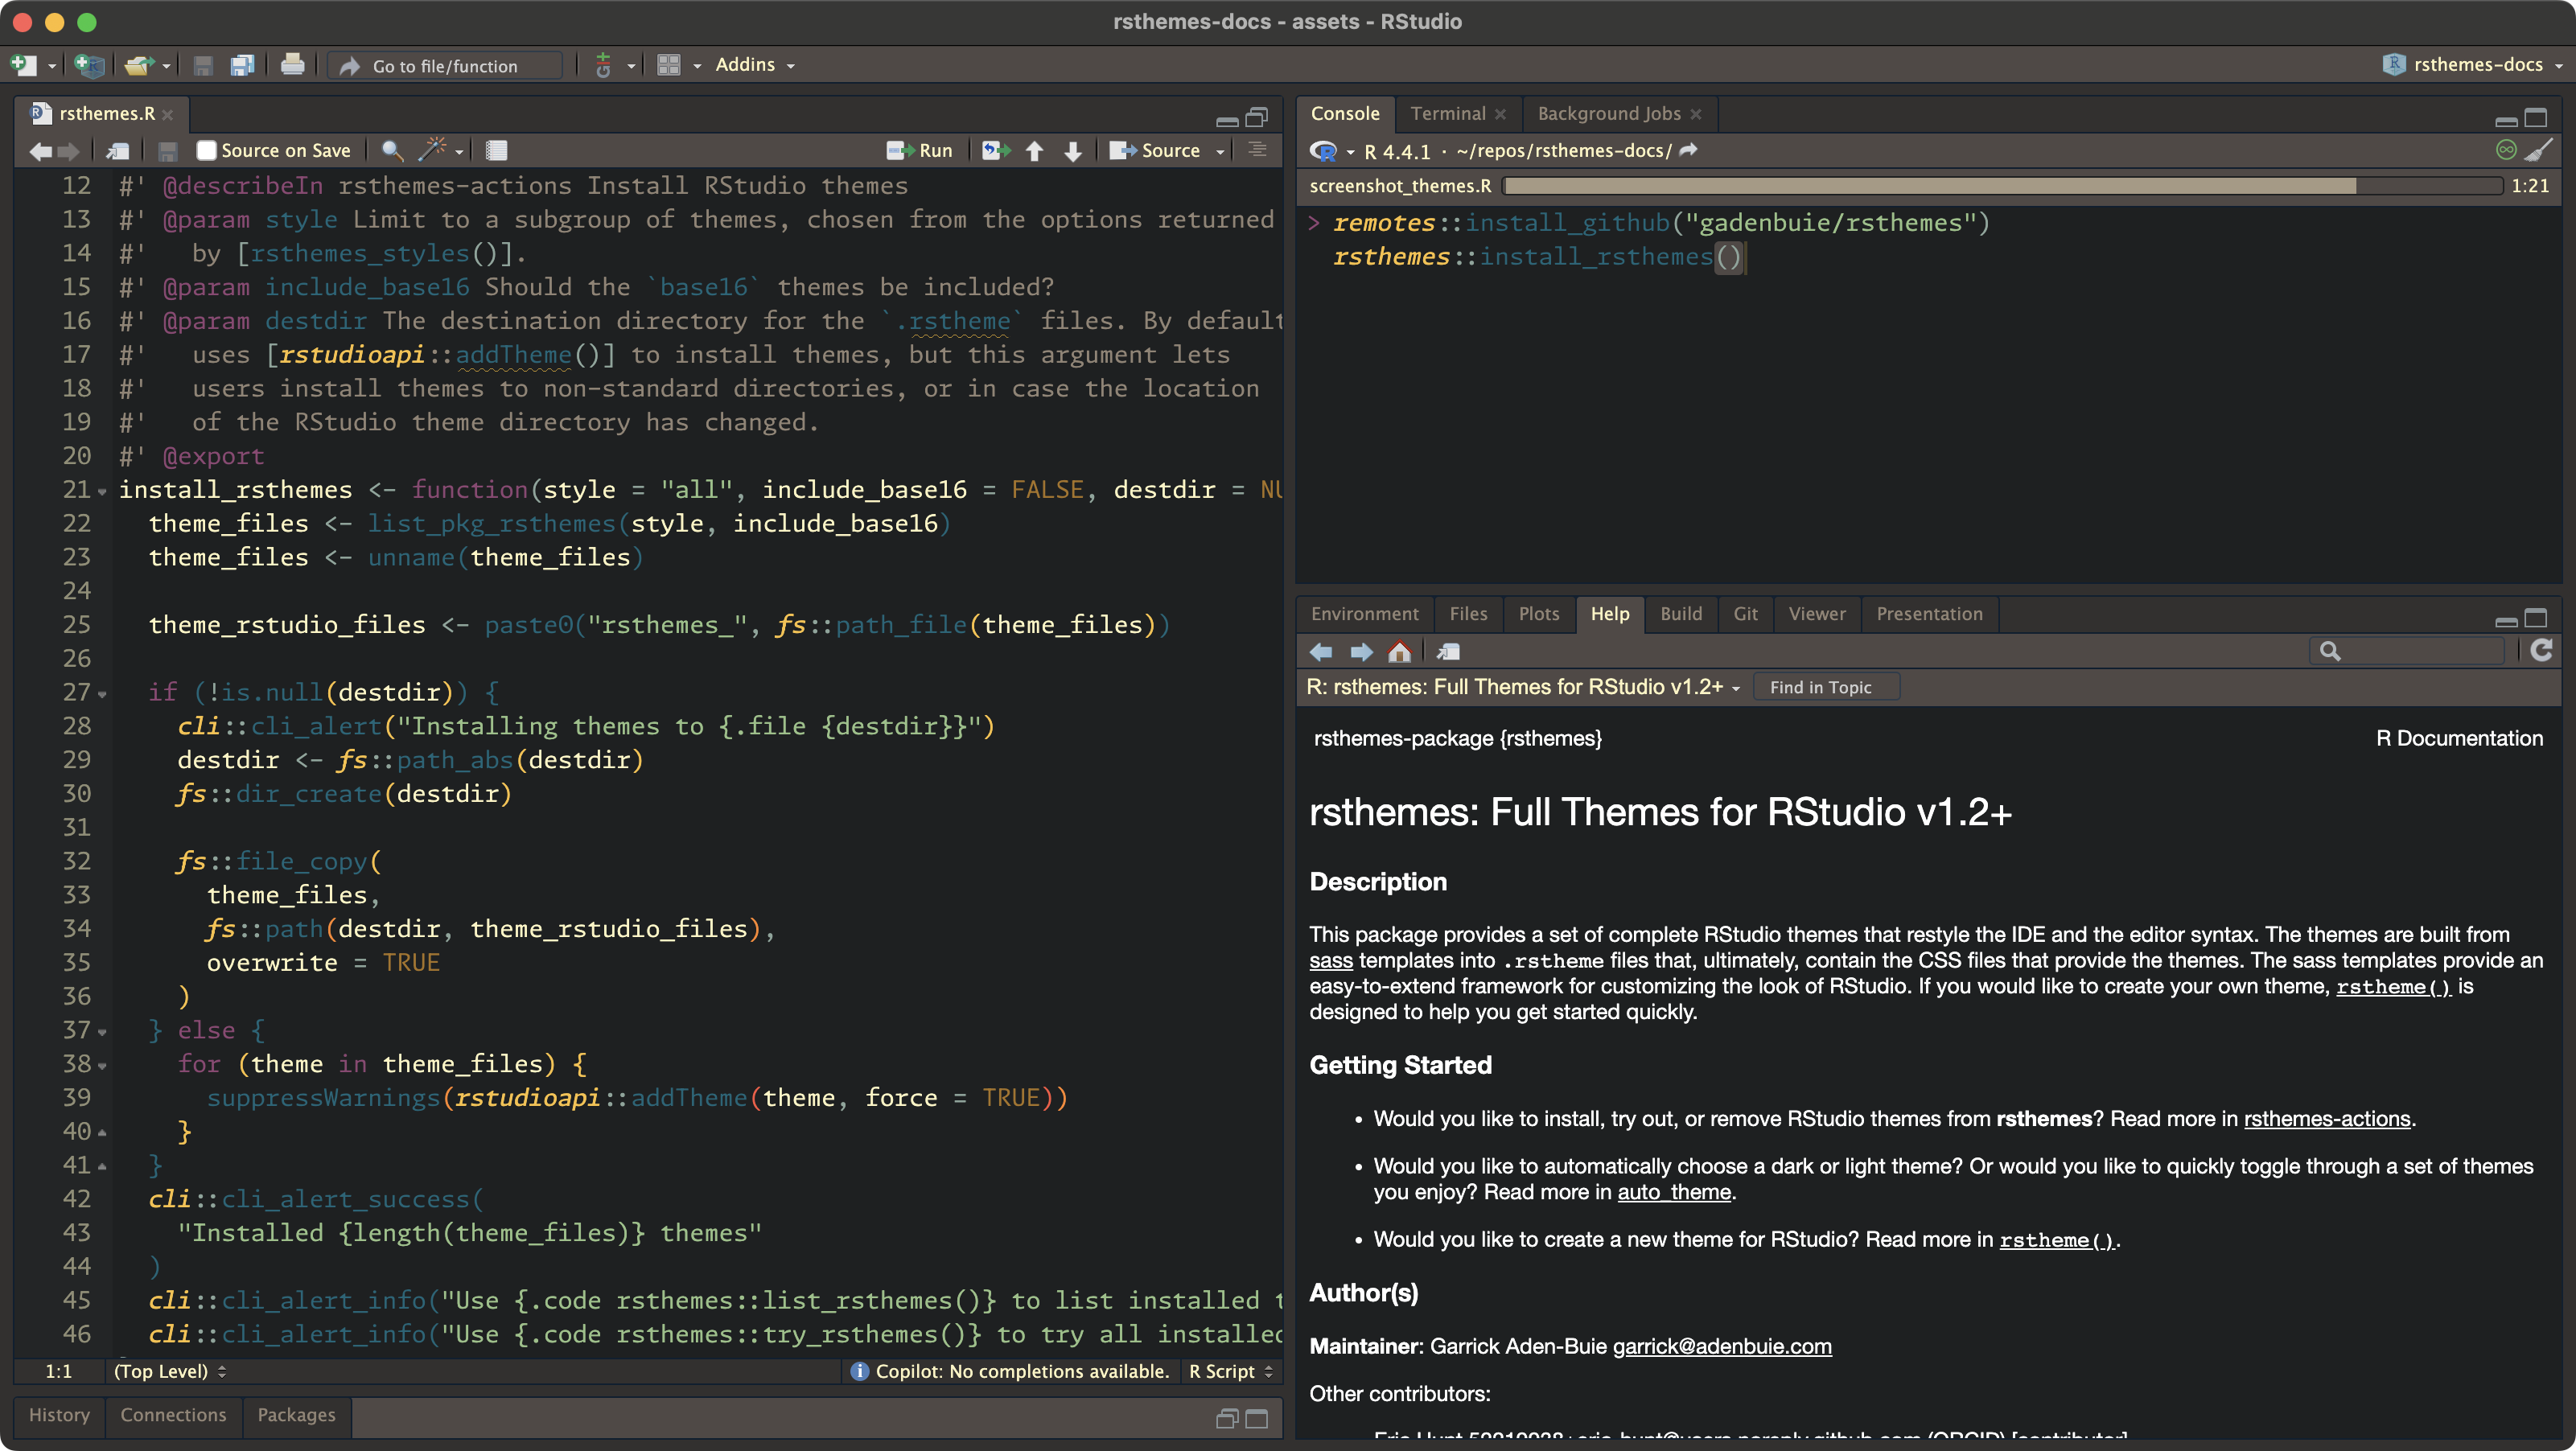 rsthemes-docs - assets - RStudio
Go to file/function
Addins
rsthemes-docs
rsthemes.R
Source on Save
Run
Source
12 #' @describeIn rsthemes-actions Install RStudio themes
13 #' @param style Limit to a subgroup of themes, chosen from the options returned
14 #'   by [rsthemes_styles()].
15 #' @param include_base16 Should the `base16` themes be included?
16 #' @param destdir The destination directory for the `.rstheme` files. By default
17 #'   uses [rstudioapi::addTheme()] to install themes, but this argument lets
18 #'   users install themes to non-standard directories, or in case the location
19 #'   of the RStudio theme directory has changed.
20 #' @export
21 install_rsthemes <- function(style = "all", include_base16 = FALSE, destdir = NU
22   theme_files <- list_pkg_rsthemes(style, include_base16)
23   theme_files <- unname(theme_files)
24
25   theme_rstudio_files <- paste0("rsthemes_", fs::path_file(theme_files))
26
27   if (!is.null(destdir)) {
28     cli::cli_alert("Installing themes to {.file {destdir}}")
29     destdir <- fs::path_abs(destdir)
30     fs::dir_create(destdir)
31
32     fs::file_copy(
33       theme_files,
34       fs::path(destdir, theme_rstudio_files),
35       overwrite = TRUE
36     )
37   } else {
38     for (theme in theme_files) {
39       suppressWarnings(rstudioapi::addTheme(theme, force = TRUE))
40     }
41   }
42   cli::cli_alert_success(
43     "Installed {length(theme_files)} themes"
44   )
45   cli::cli_alert_info("Use {.code rsthemes::list_rsthemes()} to list installed t
46   cli::cli_alert_info("Use {.code rsthemes::try_rsthemes()} to try all installed
1:1 (Top Level) Copilot: No completions available. R Script
History Connections Packages
Console Terminal Background Jobs
R 4.4.1 · ~/repos/rsthemes-docs/
screenshot_themes.R 1:21
> remotes::install_github("gadenbuie/rsthemes")
rsthemes::install_rsthemes()
Environment Files Plots Help Build Git Viewer Presentation
R: rsthemes: Full Themes for RStudio v1.2+ Find in Topic
rsthemes-package {rsthemes} R Documentation
rsthemes: Full Themes for RStudio v1.2+
Description
This package provides a set of complete RStudio themes that restyle the IDE and the editor syntax. The themes are built from
sass templates into .rstheme files that, ultimately, contain the CSS files that provide the themes. The sass templates provide an
easy-to-extend framework for customizing the look of RStudio. If you would like to create your own theme, rstheme() is
designed to help you get started quickly.
Getting Started
• Would you like to install, try out, or remove RStudio themes from rsthemes? Read more in rsthemes-actions.
• Would you like to automatically choose a dark or light theme? Or would you like to quickly toggle through a set of themes
you enjoy? Read more in auto_theme.
• Would you like to create a new theme for RStudio? Read more in rstheme().
Author(s)
Maintainer: Garrick Aden-Buie garrick@adenbuie.com
Other contributors: